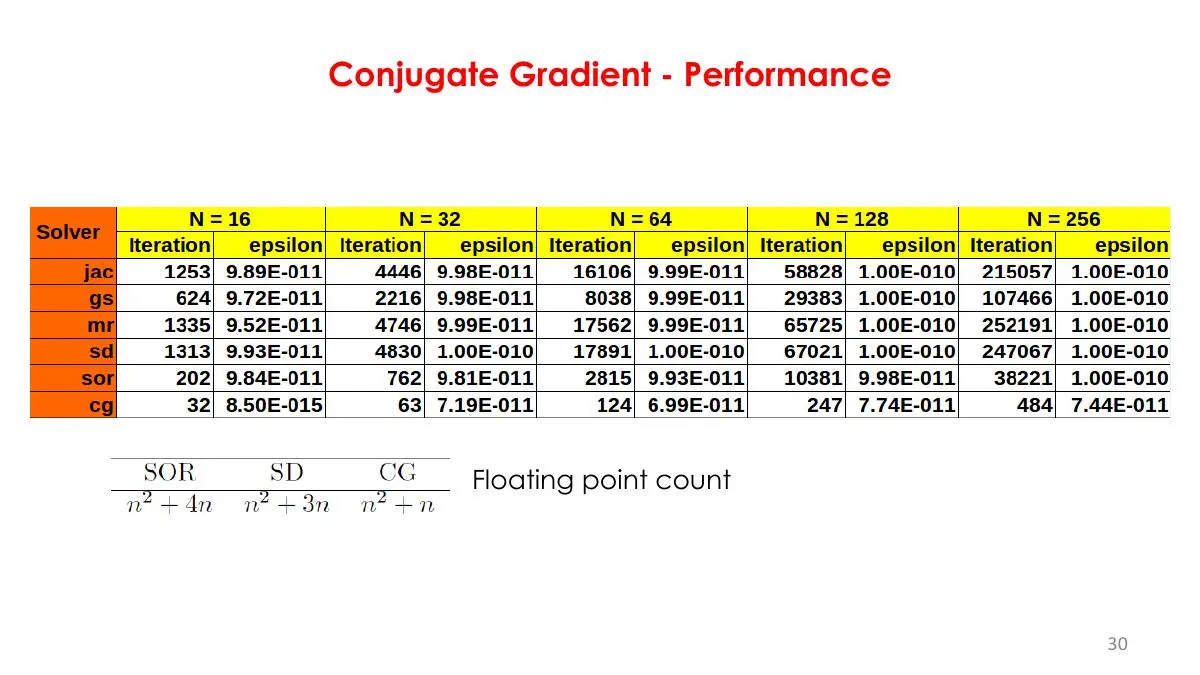 Conjugate Gradient - Performance
Solver N = 16 N = 32 N = 64 N = 128 N = 256
Iteration epsilon Iteration epsilon Iteration epsilon Iteration epsilon Iteration epsilon
jac 1253 9.89E-011 4446 9.98E-011 16106 9.99E-011 58828 1.00E-010 215057 1.00E-010
gs 624 9.72E-011 2216 9.98E-011 8038 9.99E-011 29383 1.00E-010 107466 1.00E-010
mr 1335 9.52E-011 4746 9.99E-011 17562 9.99E-011 65725 1.00E-010 252191 1.00E-010
sd 1313 9.93E-011 4830 1.00E-010 17891 1.00E-010 67021 1.00E-010 247067 1.00E-010
sor 202 9.84E-011 762 9.81E-011 2815 9.93E-011 10381 9.98E-011 38221 1.00E-010
cg 32 8.50E-015 63 7.19E-011 124 6.99E-011 247 7.74E-011 484 7.44E-011
SOR SD CG
n² + 4n n² + 3n n² + n
Floating point count
30